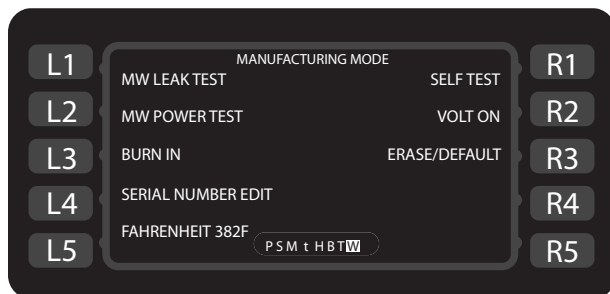 MANUFACTURING MODE
L1 MW LEAK TEST SELF TEST R1
L2 MW POWER TEST VOLT ON R2
L3 BURN IN ERASE/DEFAULT R3
L4 SERIAL NUMBER EDIT R4
L5 FAHRENHEIT 382F R5
P S M t H B T W